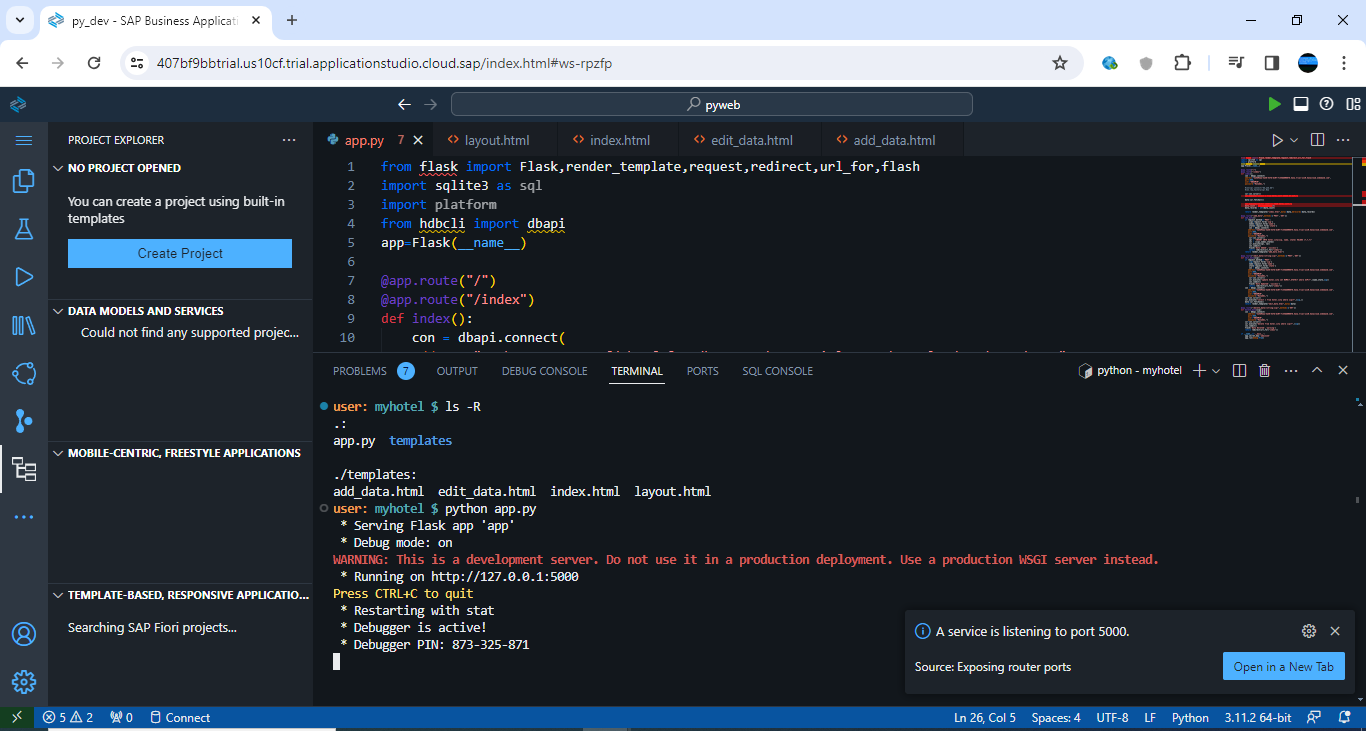 py_dev - SAP Business Applicati
407bf9bbtrial.us10cf.trial.applicationstudio.cloud.sap/index.html#ws-rpzfp
pyweb
PROJECT EXPLORER
NO PROJECT OPENED
You can create a project using built-in
templates
Create Project
DATA MODELS AND SERVICES
Could not find any supported projec...
MOBILE-CENTRIC, FREESTYLE APPLICATIONS
TEMPLATE-BASED, RESPONSIVE APPLICATIO...
Searching SAP Fiori projects...
app.py 7 layout.html index.html edit_data.html add_data.html
1 from flask import Flask,render_template,request,redirect,url_for,flash
2 import sqlite3 as sql
3 import platform
4 from hdbcli import dbapi
5 app=Flask(__name__)
6
7 @app.route("/")
8 @app.route("/index")
9 def index():
10 con = dbapi.connect(
PROBLEMS 7 OUTPUT DEBUG CONSOLE TERMINAL PORTS SQL CONSOLE python - myhotel
user: myhotel $ ls -R
.:
app.py templates
./templates:
add_data.html edit_data.html index.html layout.html
user: myhotel $ python app.py
* Serving Flask app 'app'
* Debug mode: on
WARNING: This is a development server. Do not use it in a production deployment. Use a production WSGI server instead.
* Running on http://127.0.0.1:5000
Press CTRL+C to quit
* Restarting with stat
* Debugger is active!
* Debugger PIN: 873-325-871
A service is listening to port 5000.
Source: Exposing router ports
Open in a New Tab
5 2 0 Connect Ln 26, Col 5 Spaces: 4 UTF-8 LF Python 3.11.2 64-bit